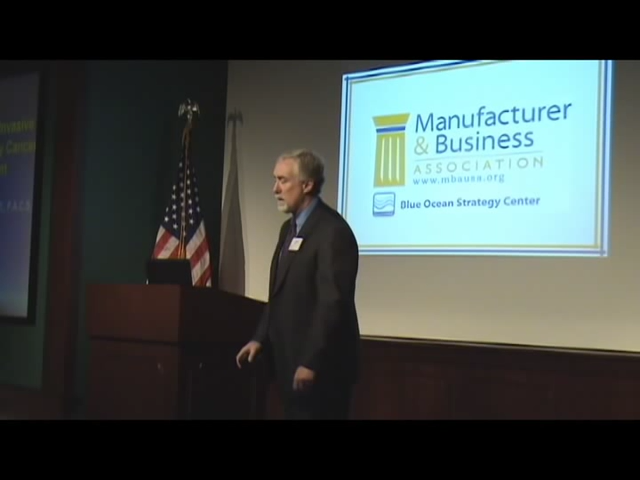 Manufacturer
& Business
ASSOCIATION
www.mbausa.org
Blue Ocean Strategy Center